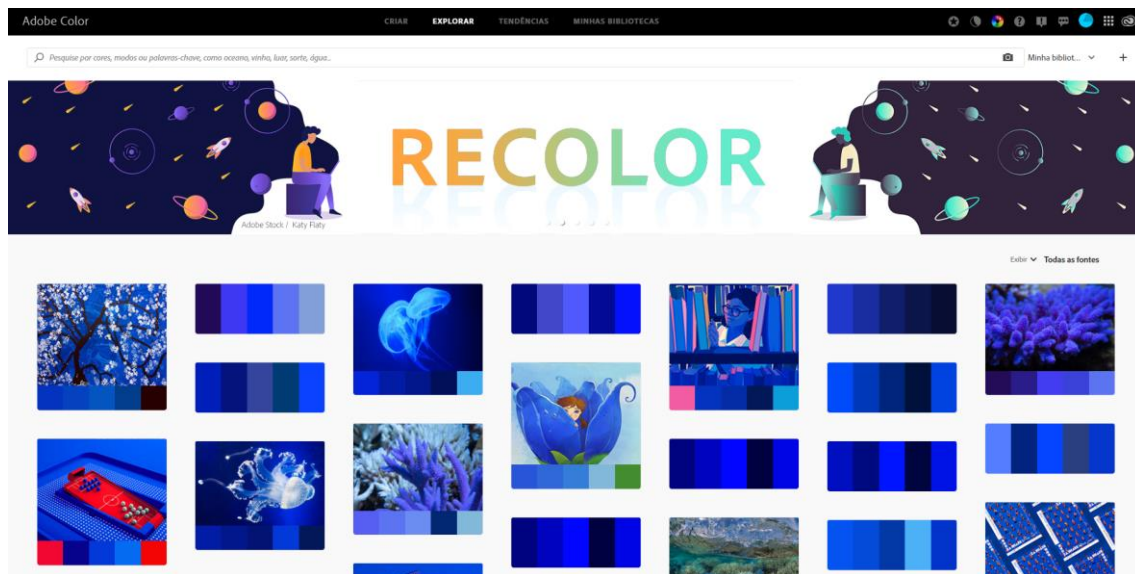 Adobe Color
CRIAR EXPLORAR TENDÊNCIAS MINHAS BIBLIOTECAS
Pesquise por cores, modos ou palavras-chave, como oceano, vinho, luar, sorte, água...
Minha bibliot...
RECOLOR
Adobe Stock / Katy Flaty
Exibir Todas as fontes